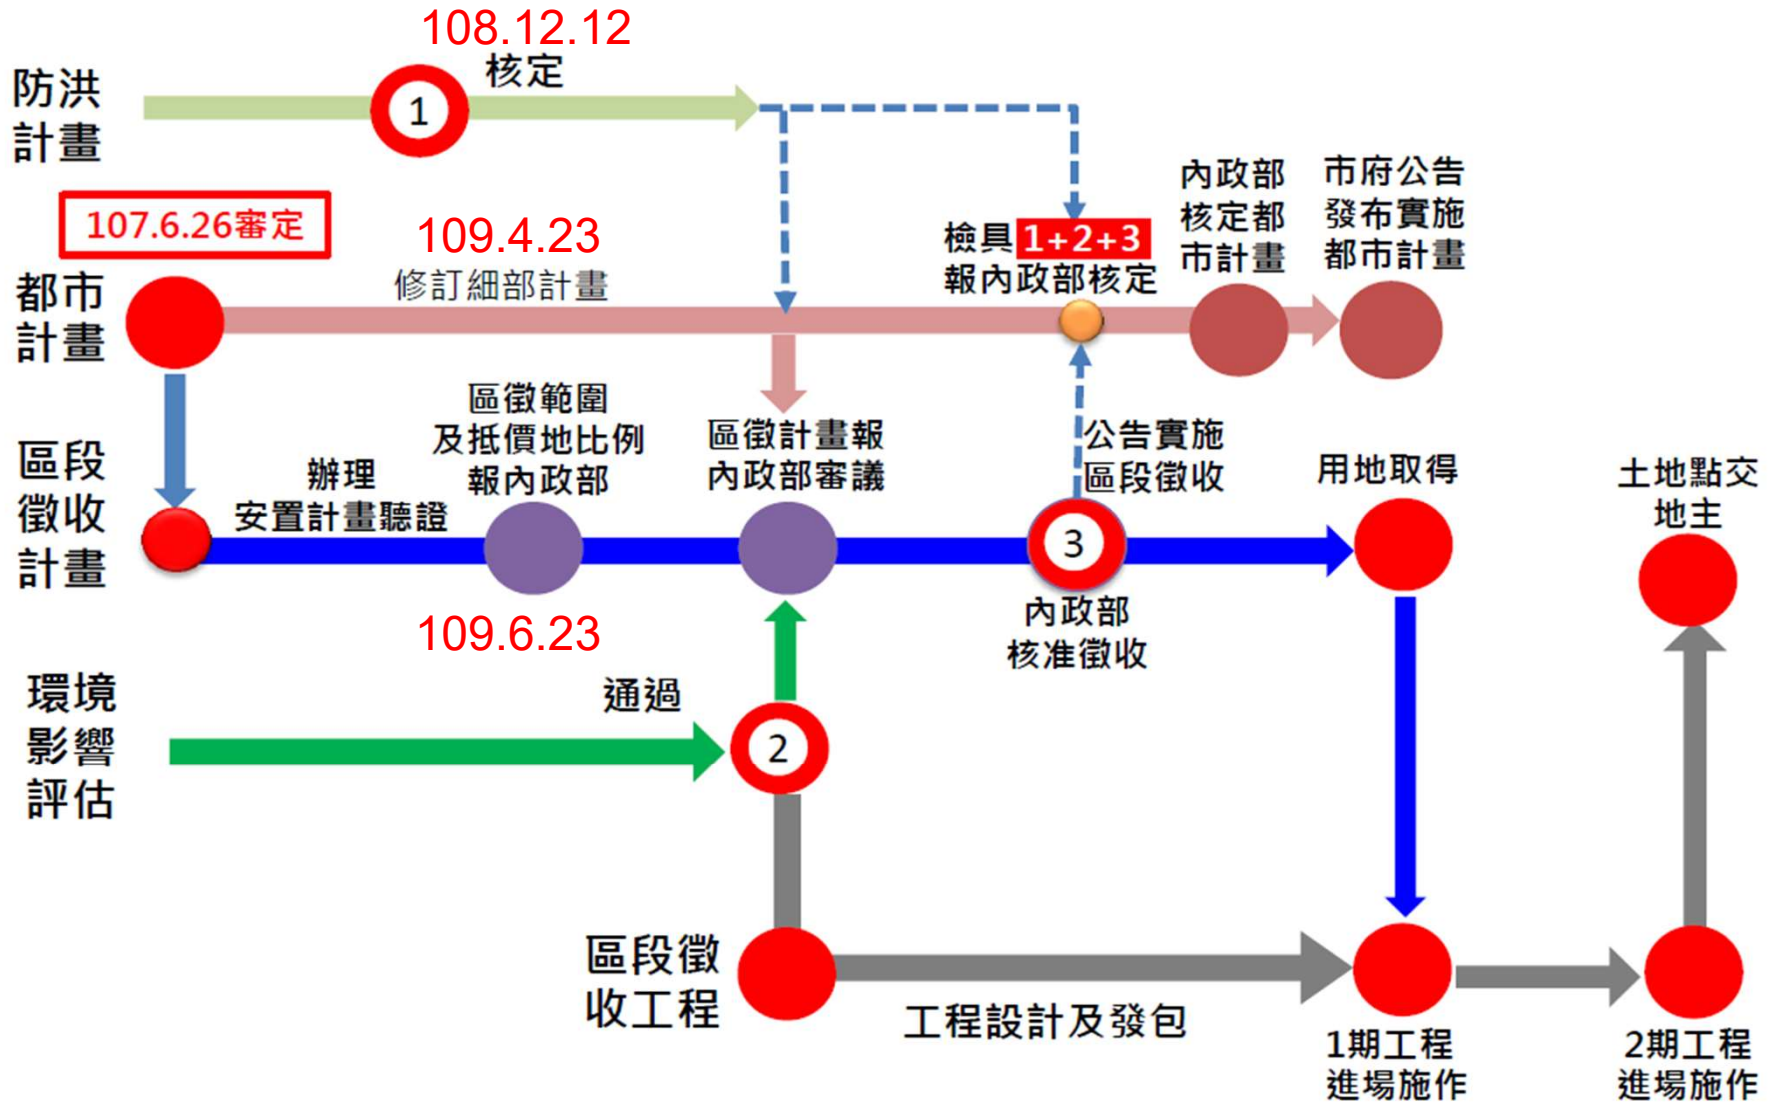 108.12.12
核定
防洪
計畫
1
107.6.26審定
109.4.23
修訂細部計畫
檢具 1+2+3
報內政部核定
內政部
核定都
市計畫
市府公告
發布實施
都市計畫
都市
計畫
區徵範圍
及抵價地比例
報內政部
區徵計畫報
內政部審議
公告實施
區段徵收
用地取得
土地點交
地主
區段
徵收
計畫
辦理
安置計畫聽證
3
內政部
核准徵收
109.6.23
通過
環境
影響
評估
2
區段徵
收工程
工程設計及發包
1期工程
進場施作
2期工程
進場施作